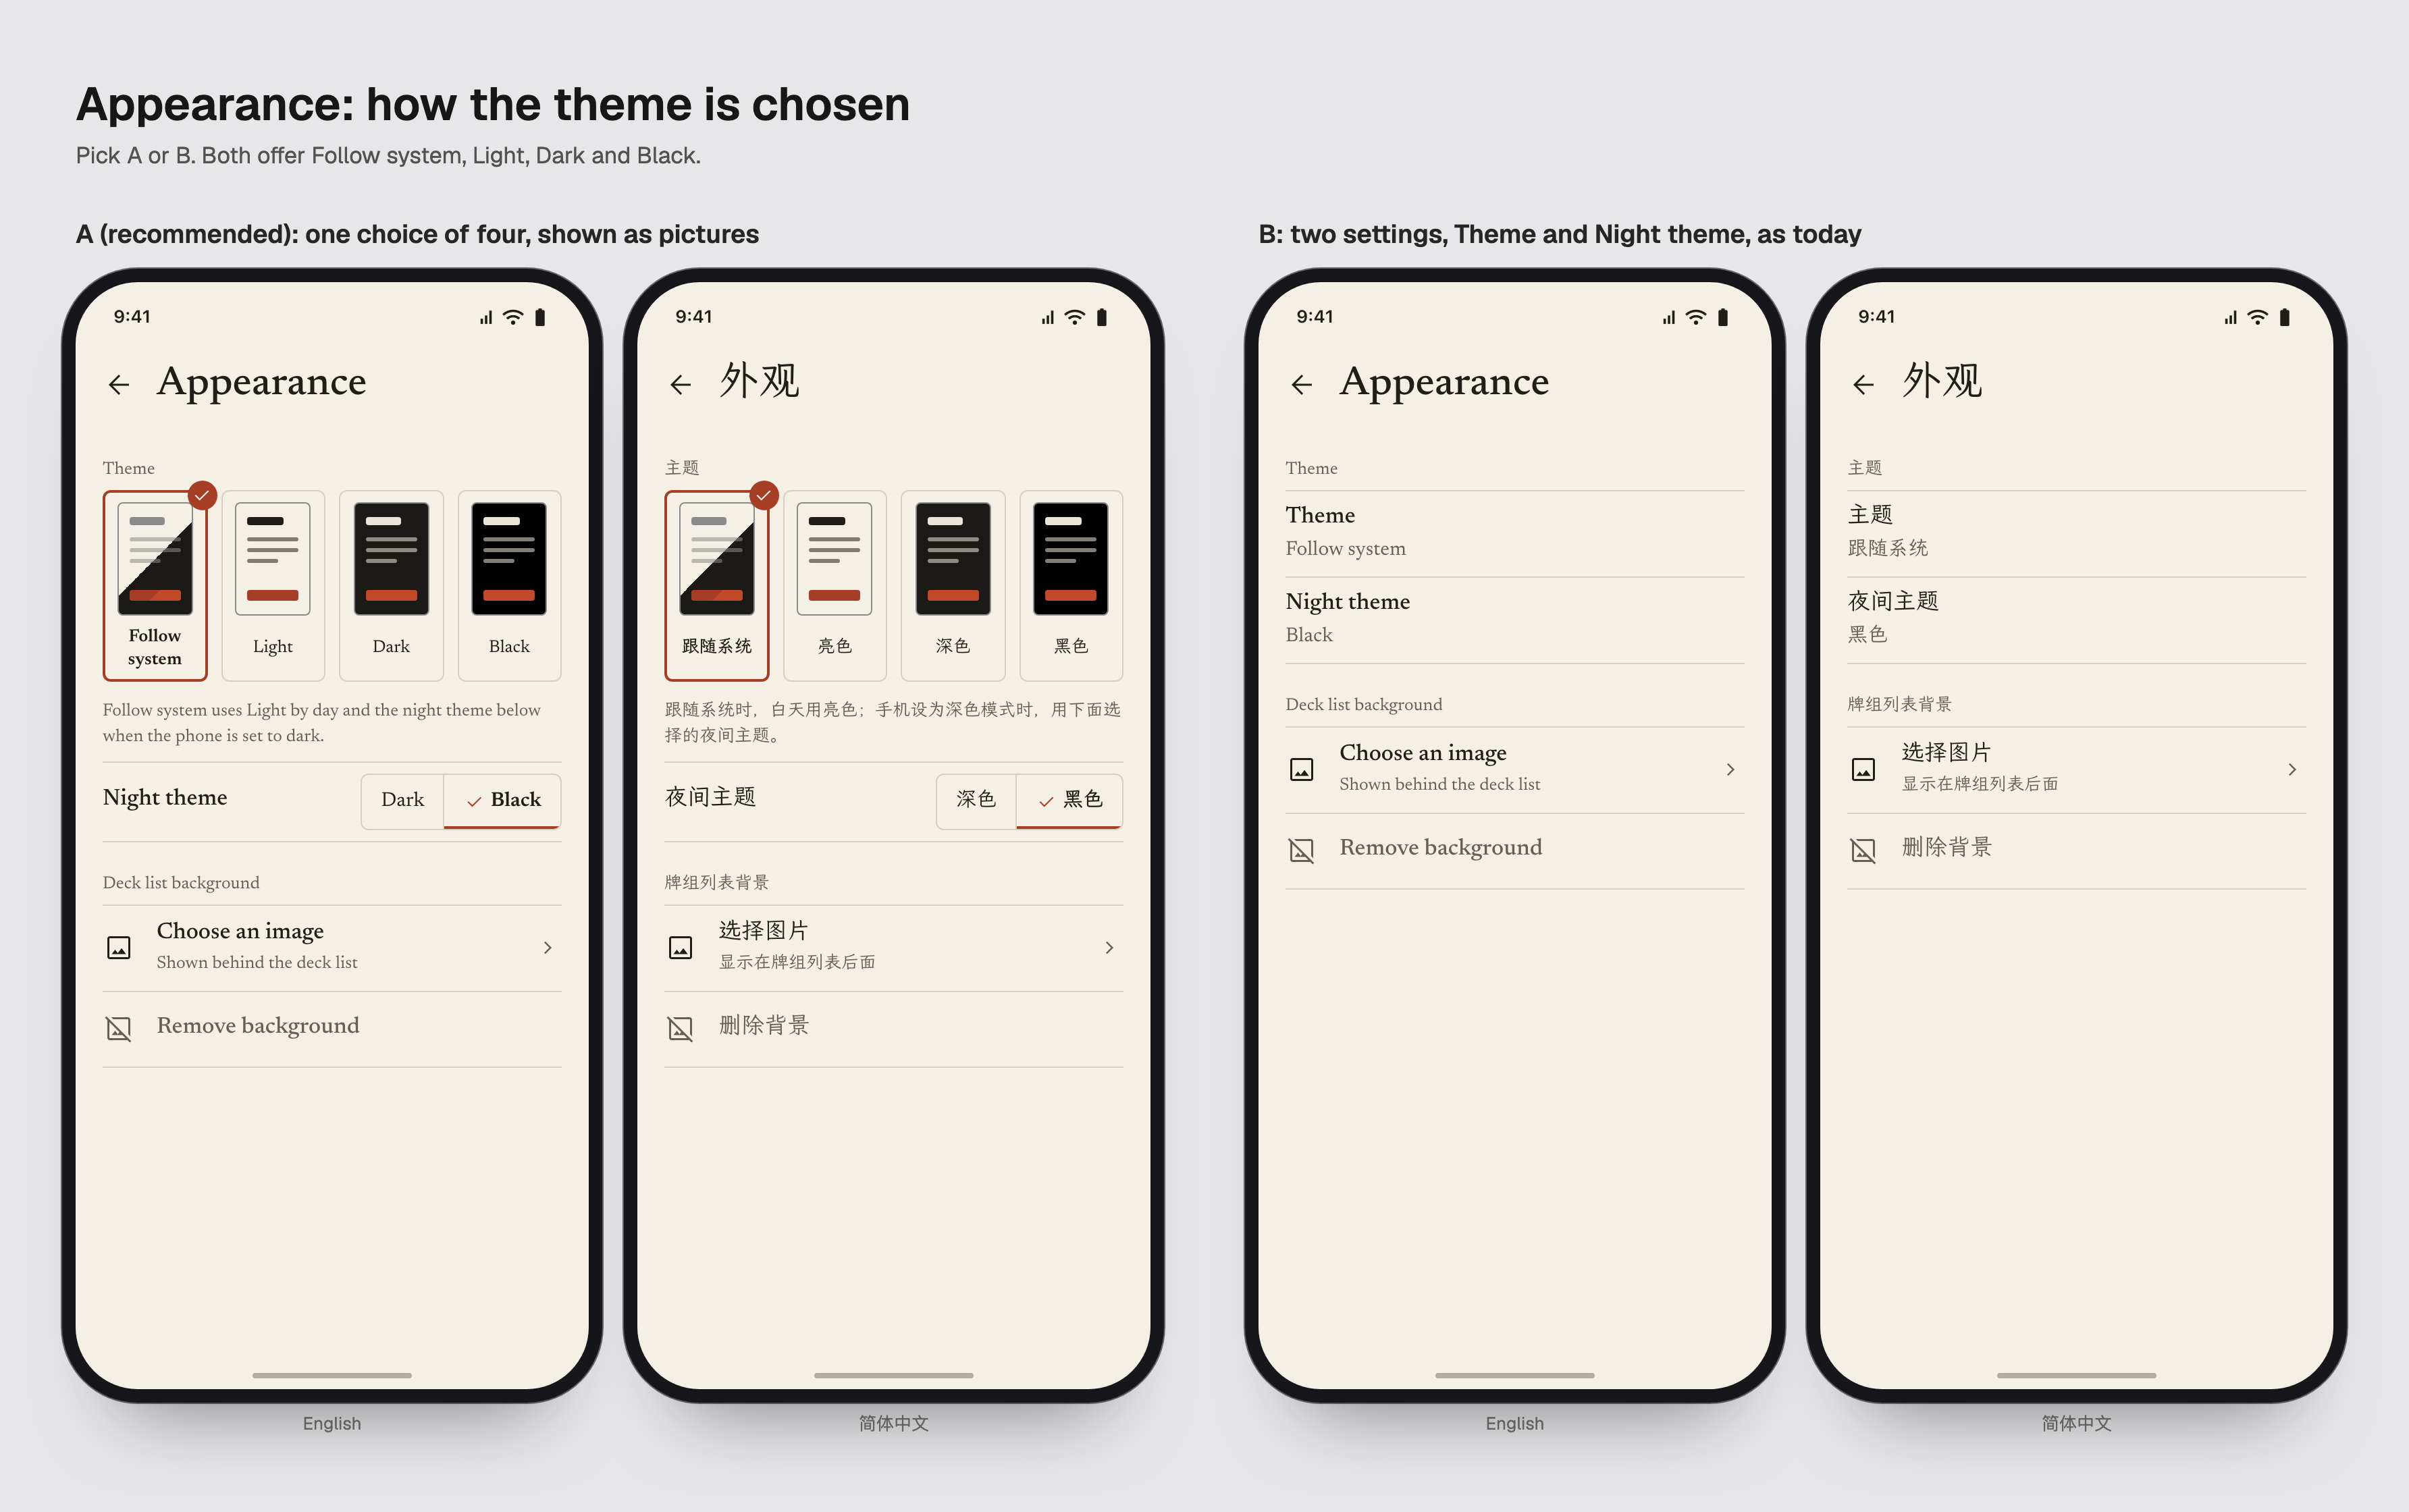 Appearance: how the theme is chosen
Pick A or B. Both offer Follow system, Light, Dark and Black.
A (recommended): one choice of four, shown as pictures
9:41
Appearance
Theme
Follow
system
Light
Dark
Black
Follow system uses Light by day and the night theme below
when the phone is set to dark.
Night theme
Dark
Black
Deck list background
Choose an image
Shown behind the deck list
Remove background
English
9:41
外观
主题
跟随系统
亮色
深色
黑色
跟随系统时，白天用亮色；手机设为深色模式时，用下面选
择的夜间主题。
夜间主题
深色
黑色
牌组列表背景
选择图片
显示在牌组列表后面
删除背景
简体中文
B: two settings, Theme and Night theme, as today
9:41
Appearance
Theme
Theme
Follow system
Night theme
Black
Deck list background
Choose an image
Shown behind the deck list
Remove background
English
9:41
外观
主题
主题
跟随系统
夜间主题
黑色
牌组列表背景
选择图片
显示在牌组列表后面
删除背景
简体中文